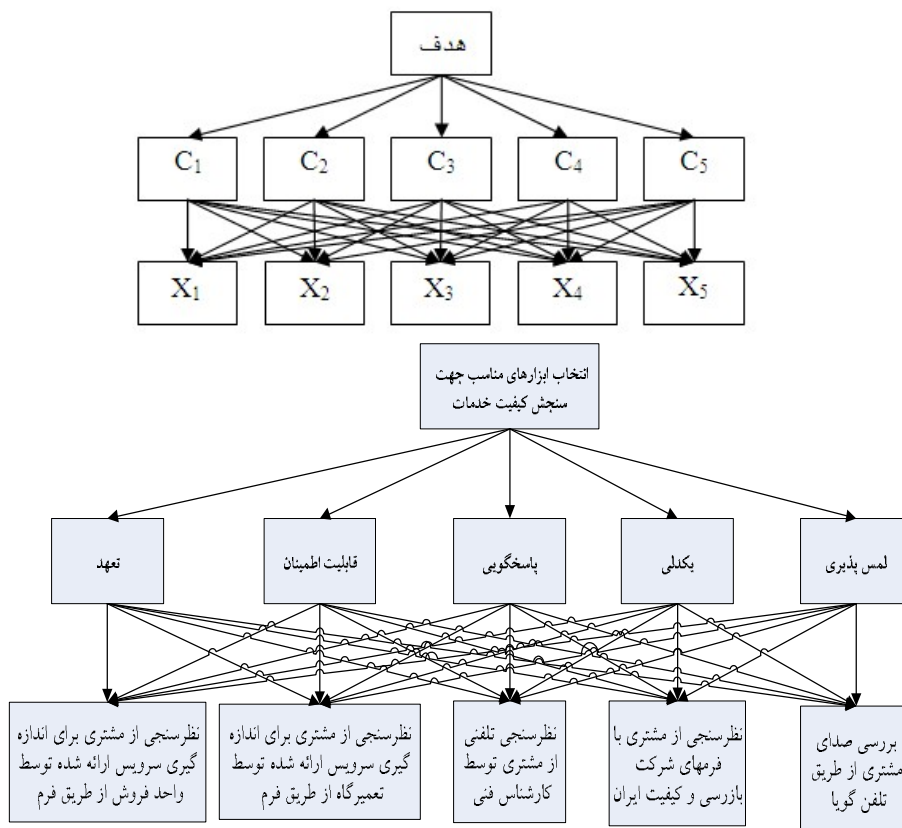 هدف
C1
C2
C3
C4
C5
X1
X2
X3
X4
X5
انتخاب ابزارهای مناسب جهت
سنجش کیفیت خدمات
لمس پذیری
یکدلی
پاسخگویی
قابلیت اطمینان
تعهد
بررسی صدای
مشتری از طریق
تلفن گویا
نظرسنجی از مشتری با
فرمهای شرکت
بازرسی و کیفیت ایران
نظرسنجی تلفنی
از مشتری توسط
کارشناس فنی
نظرسنجی از مشتری برای اندازه
گیری سرویس ارائه شده توسط
تعمیرگاه از طریق فرم
نظرسنجی از مشتری برای اندازه
گیری سرویس ارائه شده توسط
واحد فروش از طریق فرم